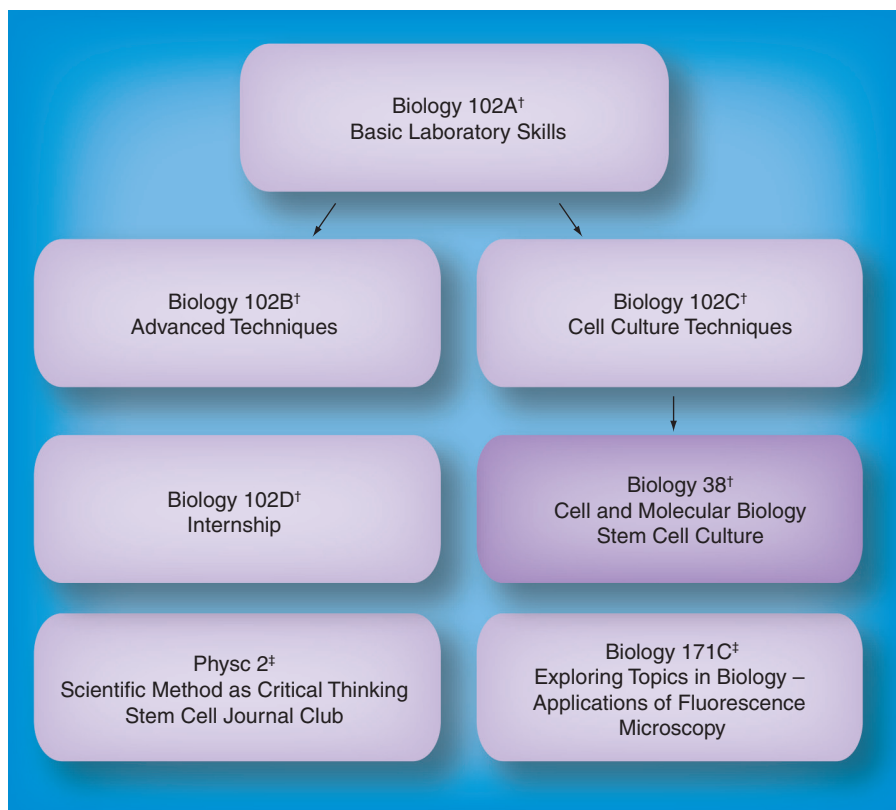 Biology 102A†
Basic Laboratory Skills
Biology 102B†
Advanced Techniques
Biology 102C†
Cell Culture Techniques
Biology 102D†
Internship
Biology 38†
Cell and Molecular Biology
Stem Cell Culture
Physc 2‡
Scientific Method as Critical Thinking
Stem Cell Journal Club
Biology 171C‡
Exploring Topics in Biology –
Applications of Fluorescence
Microscopy